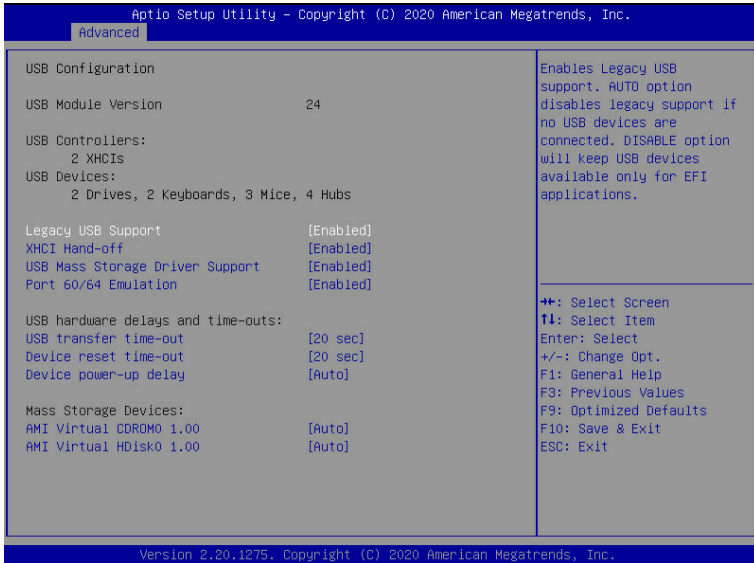 Aptio Setup Utility – Copyright (C) 2020 American Megatrends, Inc.
Advanced
USB Configuration
USB Module Version 24
USB Controllers:
2 XHCIs
USB Devices:
2 Drives, 2 Keyboards, 3 Mice, 4 Hubs
Legacy USB Support [Enabled]
XHCI Hand-off [Enabled]
USB Mass Storage Driver Support [Enabled]
Port 60/64 Emulation [Enabled]
USB hardware delays and time-outs:
USB transfer time-out [20 sec]
Device reset time-out [20 sec]
Device power-up delay [Auto]
Mass Storage Devices:
AMI Virtual CDROM0 1.00 [Auto]
AMI Virtual HDisk0 1.00 [Auto]
Enables Legacy USB
support. AUTO option
disables legacy support if
no USB devices are
connected. DISABLE option
will keep USB devices
available only for EFI
applications.
→←: Select Screen
↑↓: Select Item
Enter: Select
+/-: Change Opt.
F1: General Help
F3: Previous Values
F9: Optimized Defaults
F10: Save & Exit
ESC: Exit
Version 2.20.1275. Copyright (C) 2020 American Megatrends, Inc.